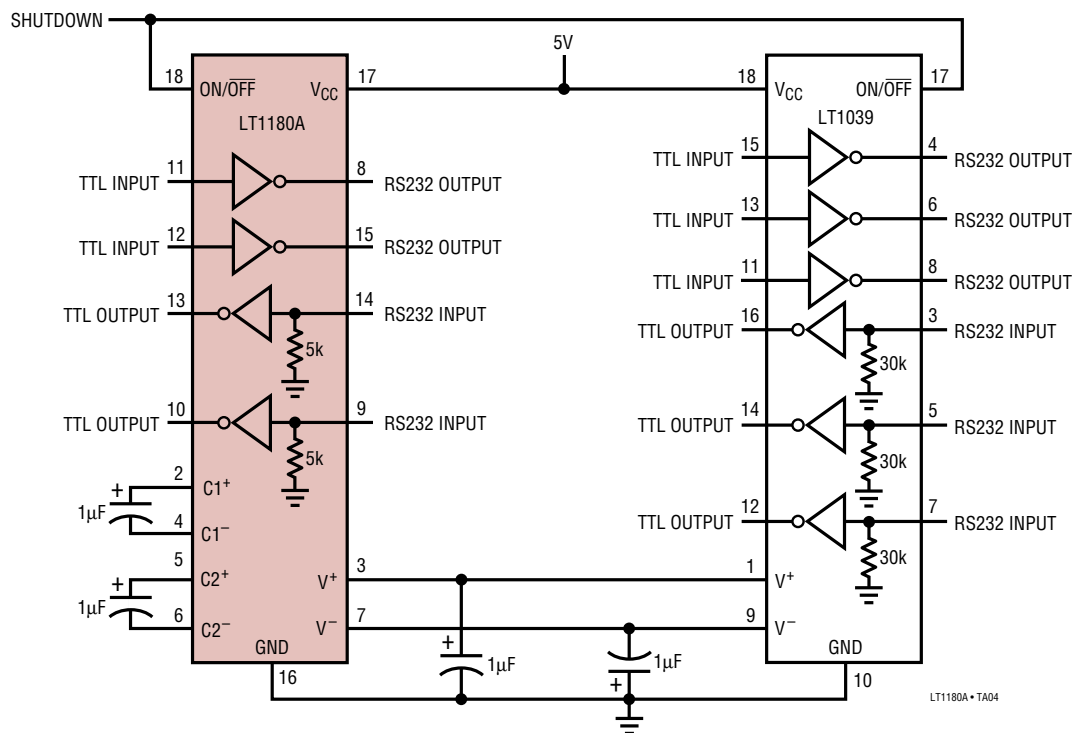 SHUTDOWN
5V
18 ON/OFF VCC 17
LT1180A
11
TTL INPUT
8
RS232 OUTPUT
12
TTL INPUT
15
RS232 OUTPUT
13
TTL OUTPUT
14
RS232 INPUT
5k
10
TTL OUTPUT
9
RS232 INPUT
5k
2
C1+
+
1µF
4
C1−
5
C2+
+
1µF
6
C2−
V+
3
V−
7
GND
16
+
1µF
1µF
+
18 VCC ON/OFF 17
LT1039
15
TTL INPUT
4
RS232 OUTPUT
13
TTL INPUT
6
RS232 OUTPUT
11
TTL INPUT
8
RS232 OUTPUT
16
TTL OUTPUT
3
RS232 INPUT
30k
14
TTL OUTPUT
5
RS232 INPUT
30k
12
TTL OUTPUT
7
RS232 INPUT
30k
1
V+
9
V−
GND
10
LT1180A • TA04